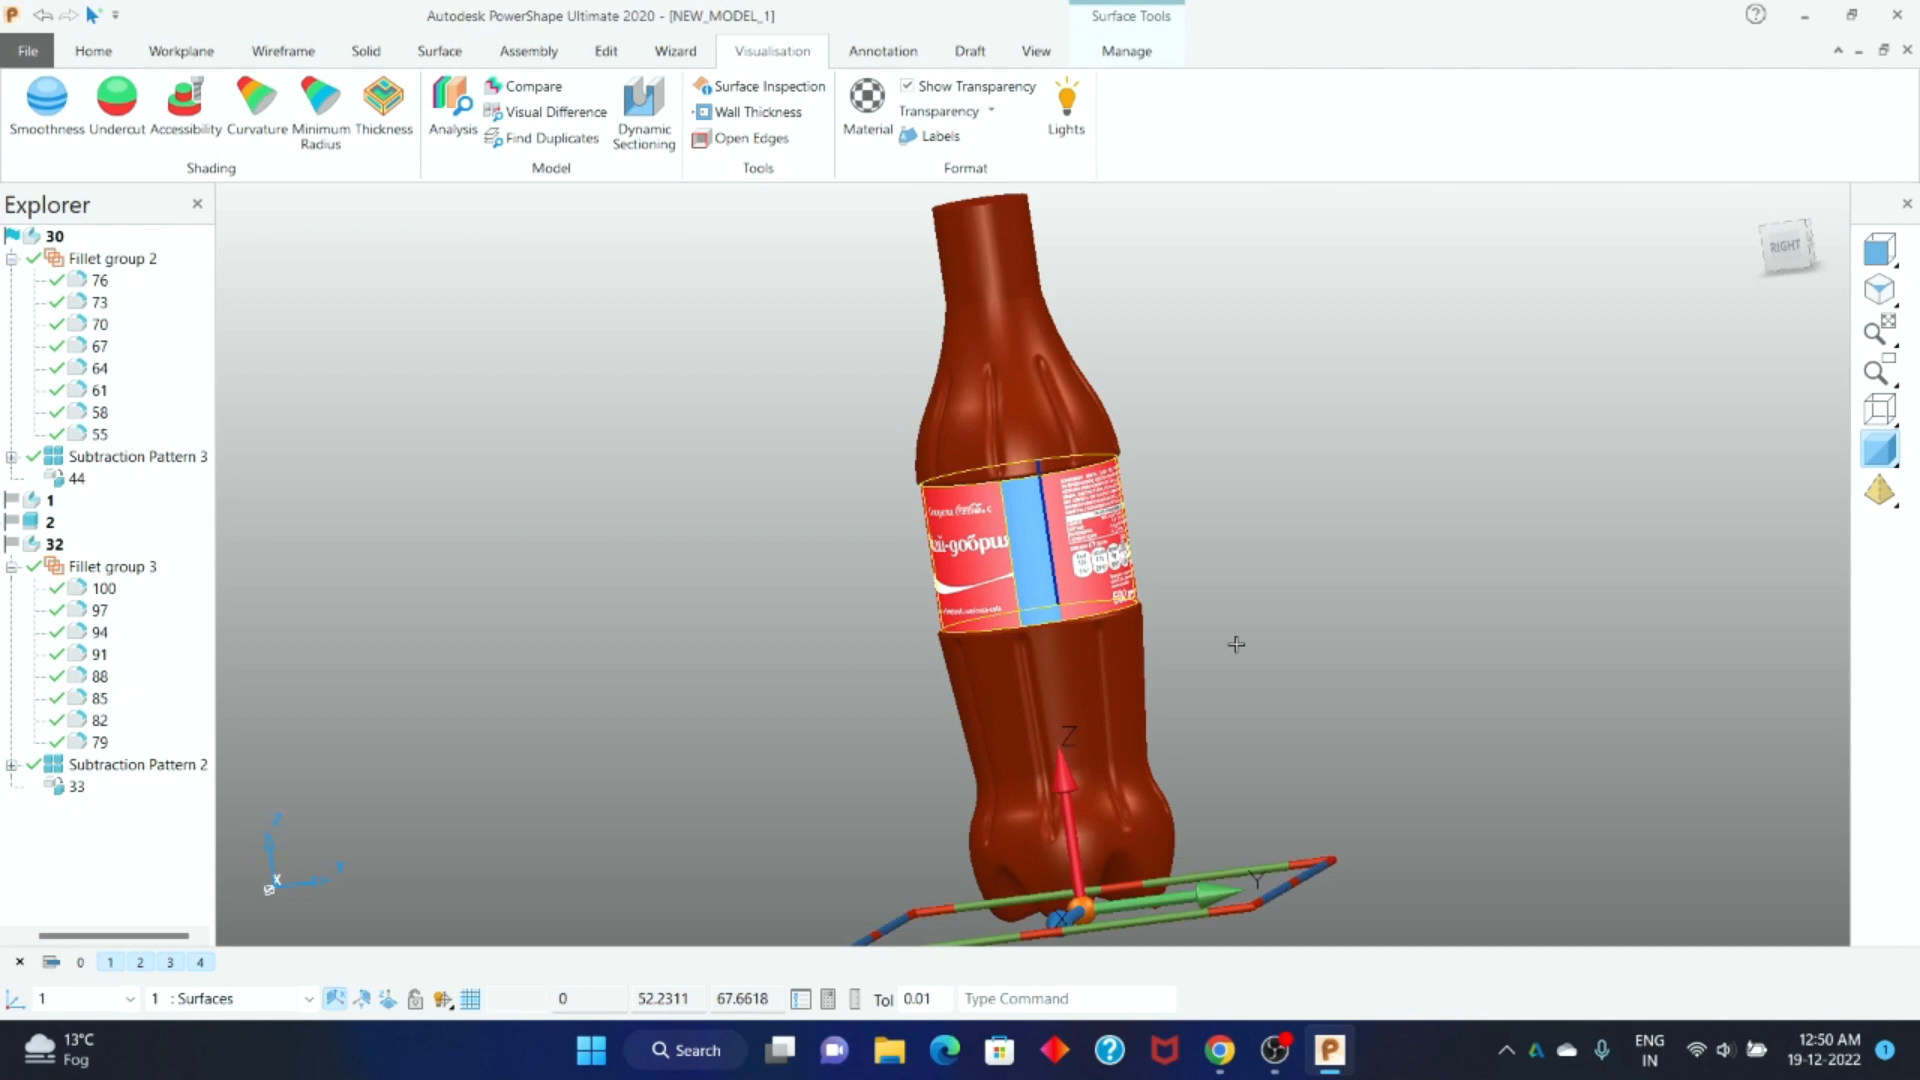 Autodesk PowerShape Ultimate 2020 - [NEW_MODEL_1]
Surface Tools
File Home Workplane Wireframe Solid Surface Assembly Edit Wizard Visualisation Annotation Draft View Manage
Smoothness Undercut Accessibility Curvature Minimum Radius Thickness
Shading
Analysis
Compare
Visual Difference
Find Duplicates
Dynamic Sectioning
Model
Surface Inspection
Wall Thickness
Open Edges
Tools
Material
Show Transparency
Transparency
Labels
Lights
Format
Explorer
30
Fillet group 2
76
73
70
67
64
61
58
55
Subtraction Pattern 3
44
1
2
32
Fillet group 3
100
97
94
91
88
85
82
79
Subtraction Pattern 2
33
RIGHT
Z
Y
X
Z
X
0 1 2 3 4
1 1 : Surfaces 0 52.2311 67.6618 Tol 0.01 Type Command
13°C
Fog
Search
ENG
IN
12:50 AM
19-12-2022
1